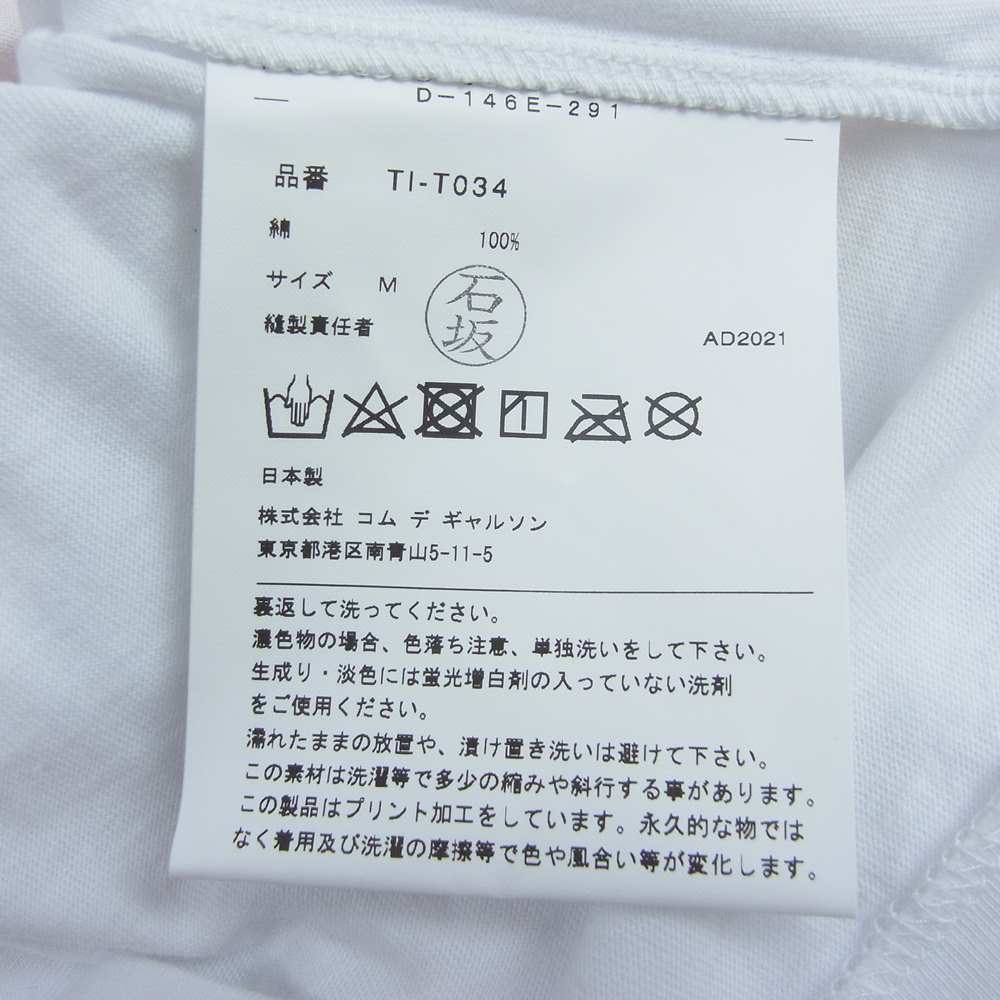 D-146E-291
品番 TI-T034
綿 100%
サイズ M
縫製責任者 石坂 AD2021
日本製
株式会社 コム デ ギャルソン
東京都港区南青山5-11-5
裏返して洗ってください。
濃色物の場合、色落ち注意、単独洗いをして下さい。
生成り・淡色には蛍光増白剤の入っていない洗剤
をご使用ください。
濡れたままの放置や、漬け置き洗いは避けて下さい。
この素材は洗濯等で多少の縮みや斜行する事があります。
この製品はプリント加工をしています。永久的な物では
なく着用及び洗濯の摩擦等で色や風合い等が変化します。